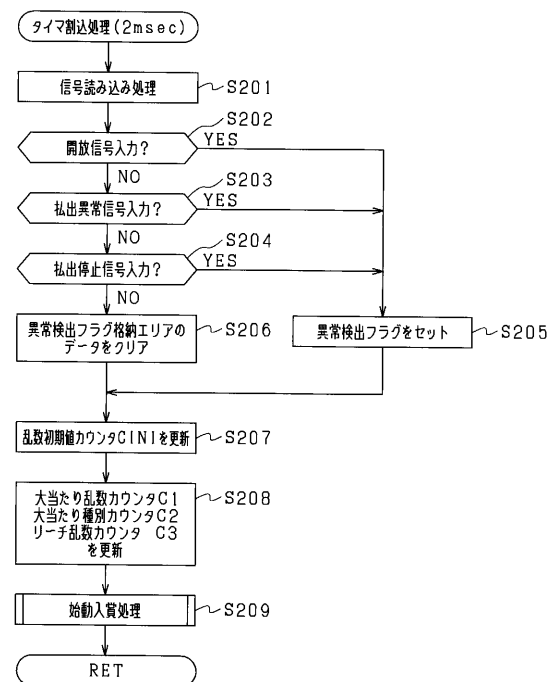 タイマ割込処理(2msec)
信号読み込み処理
S201
S202
開放信号入力?
YES
NO
S203
払出異常信号入力?
YES
NO
S204
払出停止信号入力?
YES
NO
異常検出フラグ格納エリアの
データをクリア
S206
異常検出フラグをセット
S205
乱数初期値カウンタCINIを更新
S207
大当たり乱数カウンタC1
大当たり種別カウンタC2
リーチ乱数カウンタ C3
を更新
S208
始動入賞処理
S209
RET